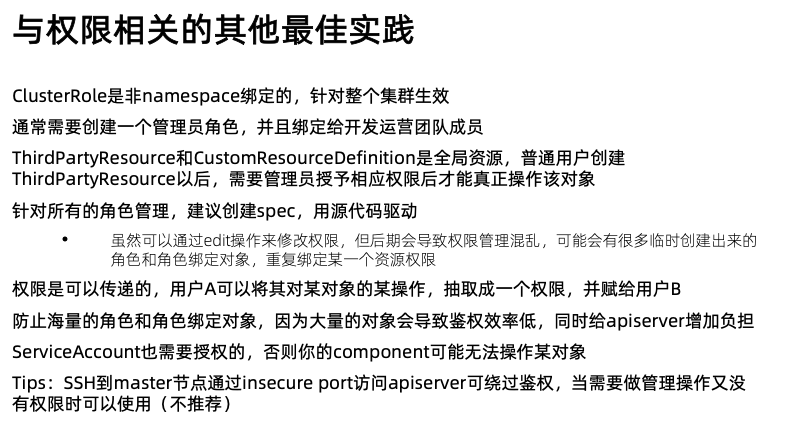 与权限相关的其他最佳实践
ClusterRole是非namespace绑定的，针对整个集群生效
通常需要创建一个管理员角色，并且绑定给开发运营团队成员
ThirdPartyResource和CustomResourceDefinition是全局资源，普通用户创建
ThirdPartyResource以后，需要管理员授予相应权限后才能真正操作该对象
针对所有的角色管理，建议创建spec，用源代码驱动
• 虽然可以通过edit操作来修改权限，但后期会导致权限管理混乱，可能会有很多临时创建出来的
角色和角色绑定对象，重复绑定某一个资源权限
权限是可以传递的，用户A可以将其对某对象的某操作，抽取成一个权限，并赋给用户B
防止海量的角色和角色绑定对象，因为大量的对象会导致鉴权效率低，同时给apiserver增加负担
ServiceAccount也需要授权的，否则你的component可能无法操作某对象
Tips：SSH到master节点通过insecure port访问apiserver可绕过鉴权，当需要做管理操作又没
有权限时可以使用（不推荐）